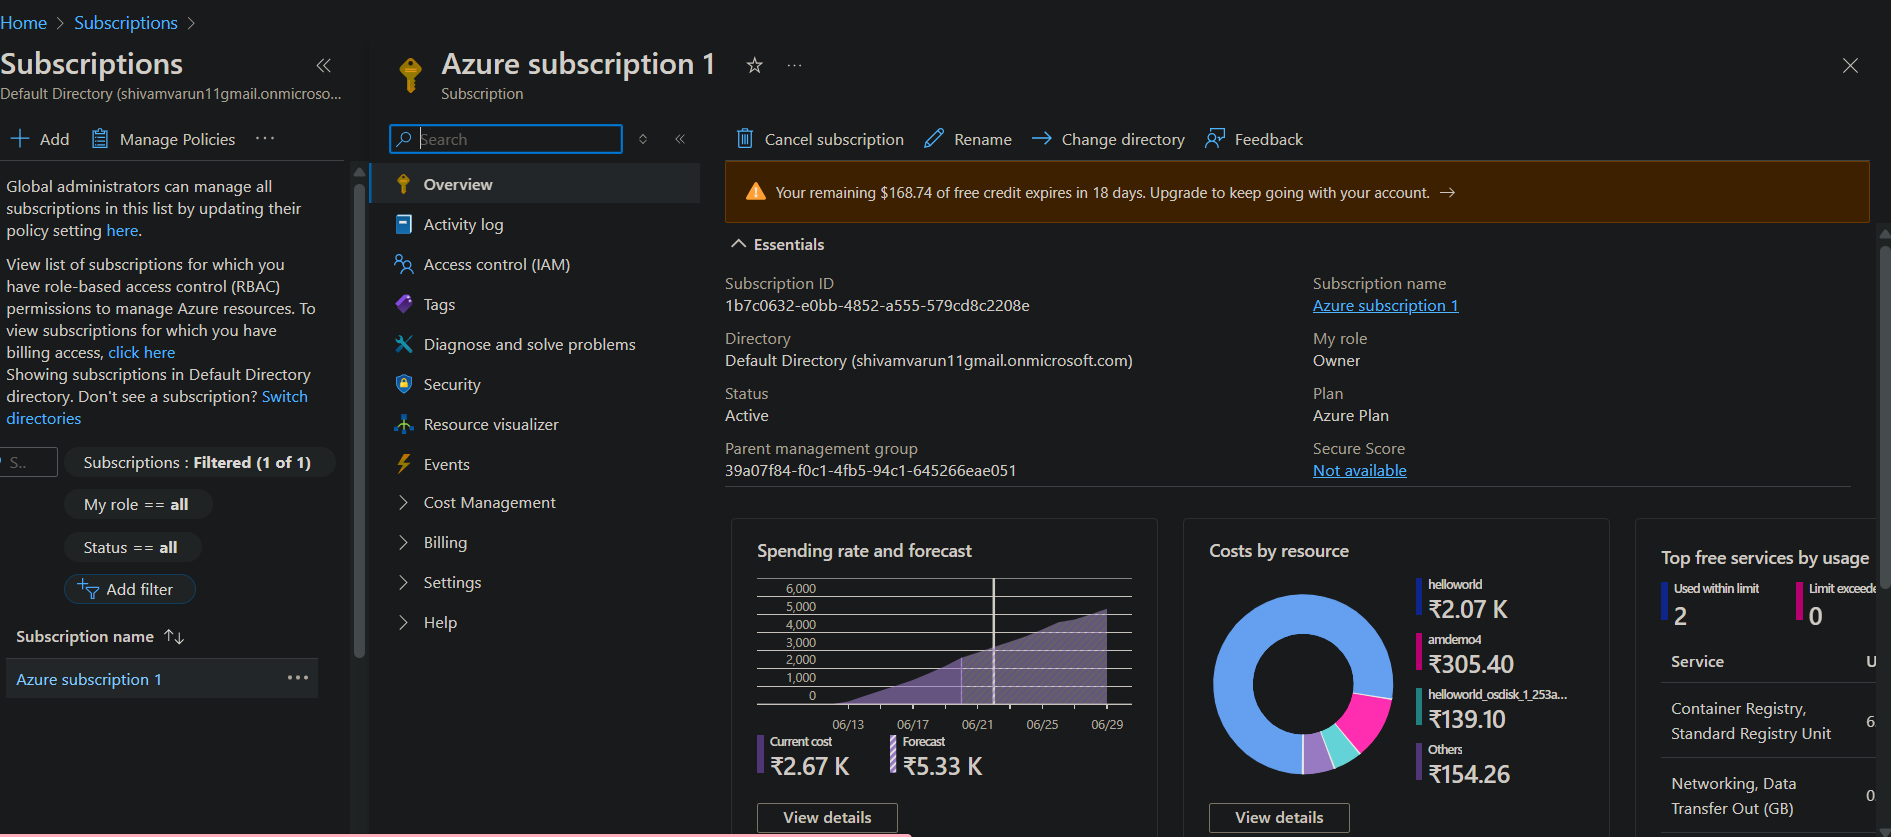 Home > Subscriptions >
Subscriptions
Default Directory (shivamvarun11gmail.onmicroso...
Add
Manage Policies
Global administrators can manage all
subscriptions in this list by updating their
policy setting here.
View list of subscriptions for which you
have role-based access control (RBAC)
permissions to manage Azure resources. To
view subscriptions for which you have
billing access, click here
Showing subscriptions in Default Directory
directory. Don't see a subscription? Switch
directories
S..
Subscriptions : Filtered (1 of 1)
My role == all
Status == all
Add filter
Subscription name
Azure subscription 1
Azure subscription 1
Subscription
Search
Overview
Activity log
Access control (IAM)
Tags
Diagnose and solve problems
Security
Resource visualizer
Events
Cost Management
Billing
Settings
Help
Cancel subscription
Rename
Change directory
Feedback
Your remaining $168.74 of free credit expires in 18 days. Upgrade to keep going with your account.
Essentials
Subscription ID
1b7c0632-e0bb-4852-a555-579cd8c2208e
Directory
Default Directory (shivamvarun11gmail.onmicrosoft.com)
Status
Active
Parent management group
39a07f84-f0c1-4fb5-94c1-645266eae051
Subscription name
Azure subscription 1
My role
Owner
Plan
Azure Plan
Secure Score
Not available
Spending rate and forecast
6,000
5,000
4,000
3,000
2,000
1,000
0
06/13
06/17
06/21
06/25
06/29
Current cost
₹2.67 K
Forecast
₹5.33 K
View details
Costs by resource
helloworld
₹2.07 K
amdemo4
₹305.40
helloworld_osdisk_1_253a...
₹139.10
Others
₹154.26
View details
Top free services by usage
Used within limit
2
Limit exceede
0
Service
U
Container Registry,
Standard Registry Unit
6
Networking, Data
Transfer Out (GB)
0